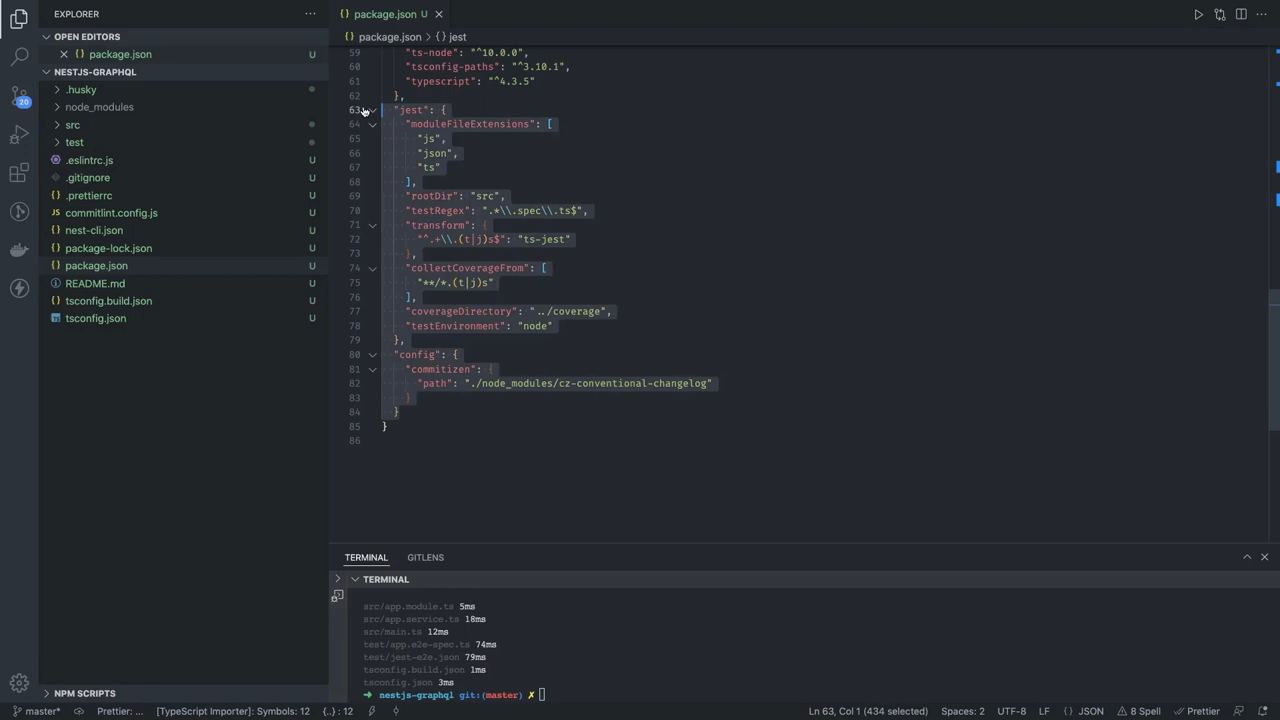 EXPLORER
OPEN EDITORS
package.json U
NESTJS-GRAPHQL
.husky
node_modules
src
test
.eslintrc.js U
.gitignore U
.prettierrc U
commitlint.config.js U
nest-cli.json U
package-lock.json U
package.json U
README.md U
tsconfig.build.json U
tsconfig.json U
NPM SCRIPTS
20
package.json U
package.json > {} jest
59 "ts-node": "^10.0.0",
60 "tsconfig-paths": "^3.10.1",
61 "typescript": "^4.3.5"
62 },
63 "jest": {
64 "moduleFileExtensions": [
65 "js",
66 "json",
67 "ts"
68 ],
69 "rootDir": "src",
70 "testRegex": ".*\\.spec\\.ts$",
71 "transform": {
72 "^.+\\.(t|j)s$": "ts-jest"
73 },
74 "collectCoverageFrom": [
75 "**/*.(t|j)s"
76 ],
77 "coverageDirectory": "../coverage",
78 "testEnvironment": "node"
79 },
80 "config": {
81 "commitizen": {
82 "path": "./node_modules/cz-conventional-changelog"
83 }
84 }
85 }
86
TERMINAL GITLENS
TERMINAL
src/app.module.ts 5ms
src/app.service.ts 18ms
src/main.ts 12ms
test/app.e2e-spec.ts 74ms
test/jest-e2e.json 79ms
tsconfig.build.json 1ms
tsconfig.json 3ms
➜ nestjs-graphql git:(master) ✗
master* Prettier: ... [TypeScript Importer]: Symbols: 12 {..} : 12 Ln 63, Col 1 (434 selected) Spaces: 2 UTF-8 LF JSON 8 Spell Prettier